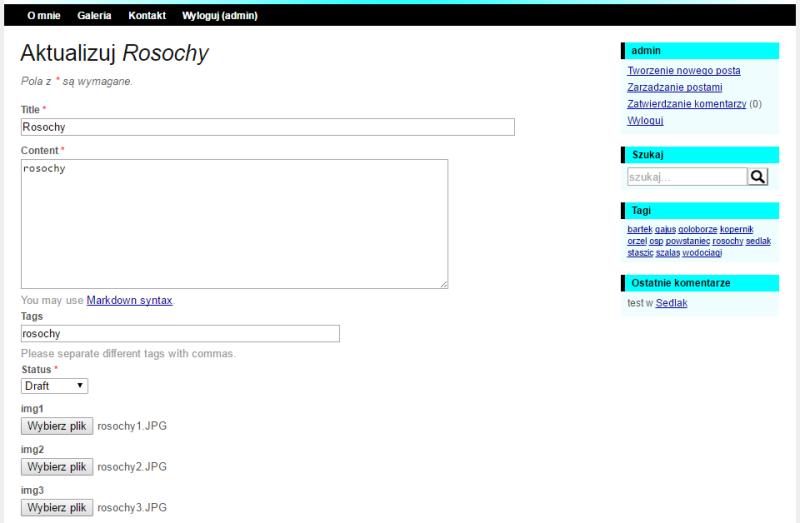 O mnie Galeria Kontakt Wyloguj (admin)
Aktualizuj Rosochy
Pola z * są wymagane.
Title *
Rosochy
Content *
rosochy
You may use Markdown syntax.
Tags
rosochy
Please separate different tags with commas.
Status *
Draft
img1
Wybierz plik rosochy1.JPG
img2
Wybierz plik rosochy2.JPG
img3
Wybierz plik rosochy3.JPG
admin
Tworzenie nowego posta
Zarzadzanie postami
Zatwierdzanie komentarzy (0)
Wyloguj
Szukaj
szukaj...
Tagi
bartek gajus goloborze kopernik
orzel osp powstaniec rosochy sedlak
staszic szalas wodociagi
Ostatnie komentarze
test w Sedlak